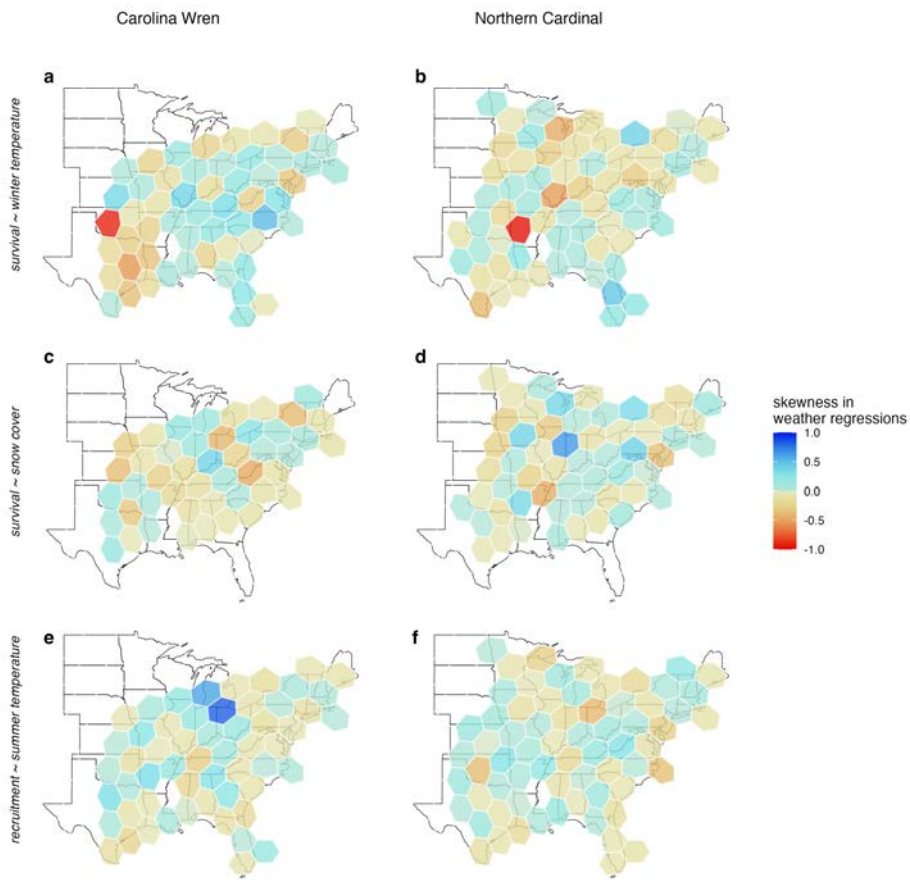 Carolina Wren
Northern Cardinal
a
b
survival ~ winter temperature
c
d
survival ~ snow cover
skewness in
weather regressions
1.0
0.5
0.0
-0.5
-1.0
e
f
recruitment ~ summer temperature